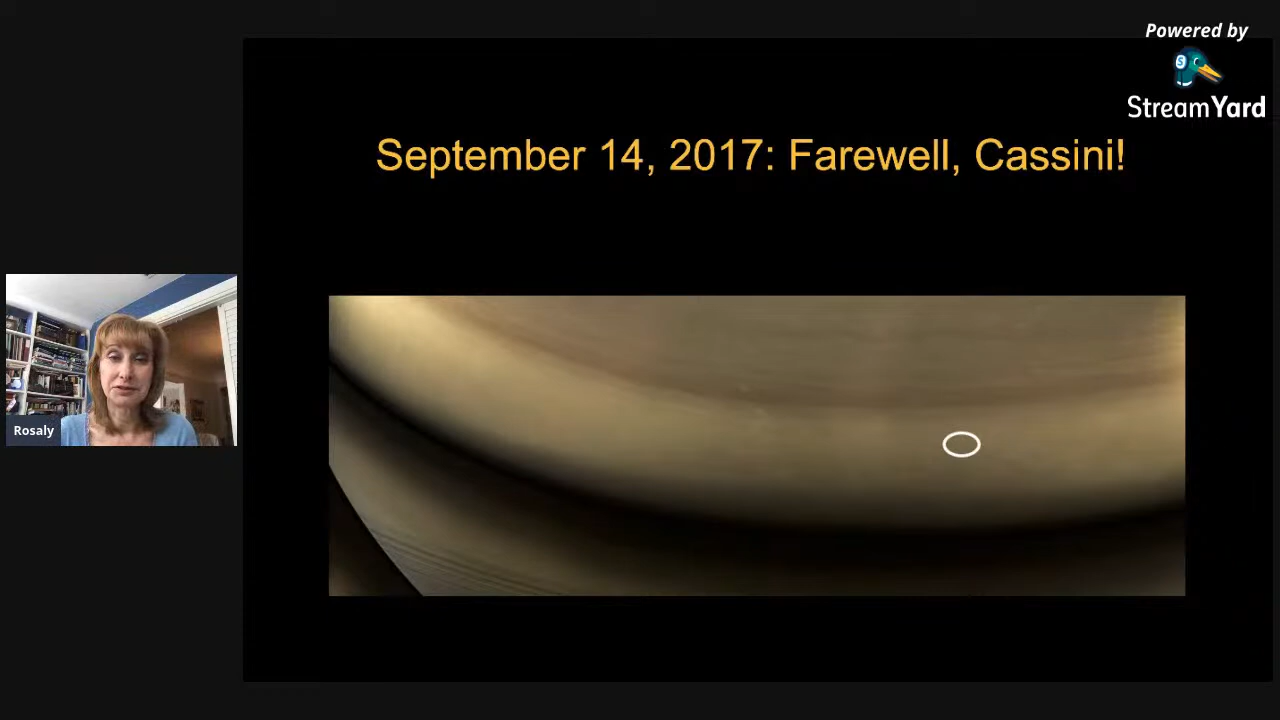 Powered by
S
StreamYard
September 14, 2017: Farewell, Cassini!
Rosaly